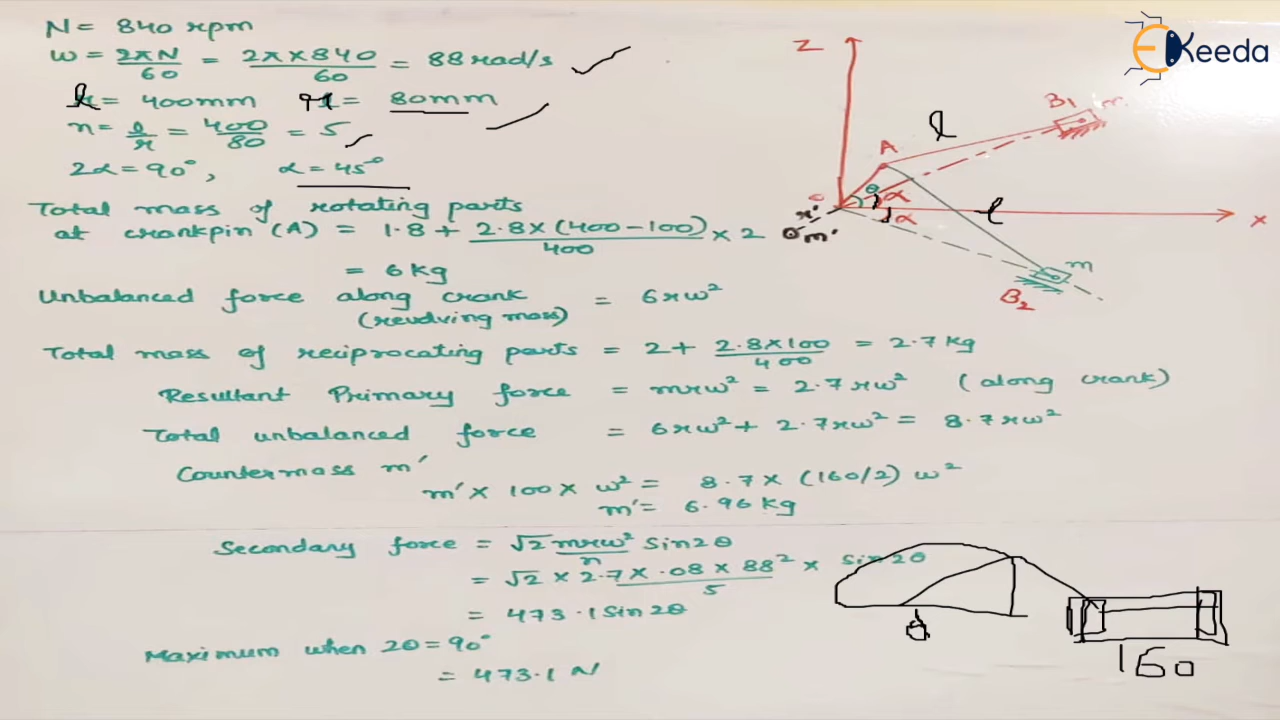 N = 840 rpm
ω = 2πN/60 = 2π×840/60 = 88 rad/s
l = 400mm r = 80mm
n = l/r = 400/80 = 5
2α = 90°, α = 45°
Total mass of rotating parts
at crankpin (A) = 1.8 + 2.8×(400-100)/400 × 2
= 6 kg
Unbalanced force along crank = 6rω²
(revolving mass)
Total mass of reciprocating parts = 2 + 2.8×100/400 = 2.7 kg
Resultant Primary force = mrω² = 2.7rω² (along crank)
Total unbalanced force = 6rω² + 2.7rω² = 8.7rω²
Countermass m'
m' × 100 × ω² = 8.7 × (160/2) ω²
m' = 6.96 kg
Secondary force = √2 mrω²/n Sin2θ
= √2 × 2.7 × .08 × 88²/5 × sin2θ
= 473.1 Sin2θ
Maximum when 2θ = 90°
= 473.1 N
Keeda
Z
B₁ m
l
A
θ
α
α
l
x
r'
m'
m
B₂
160